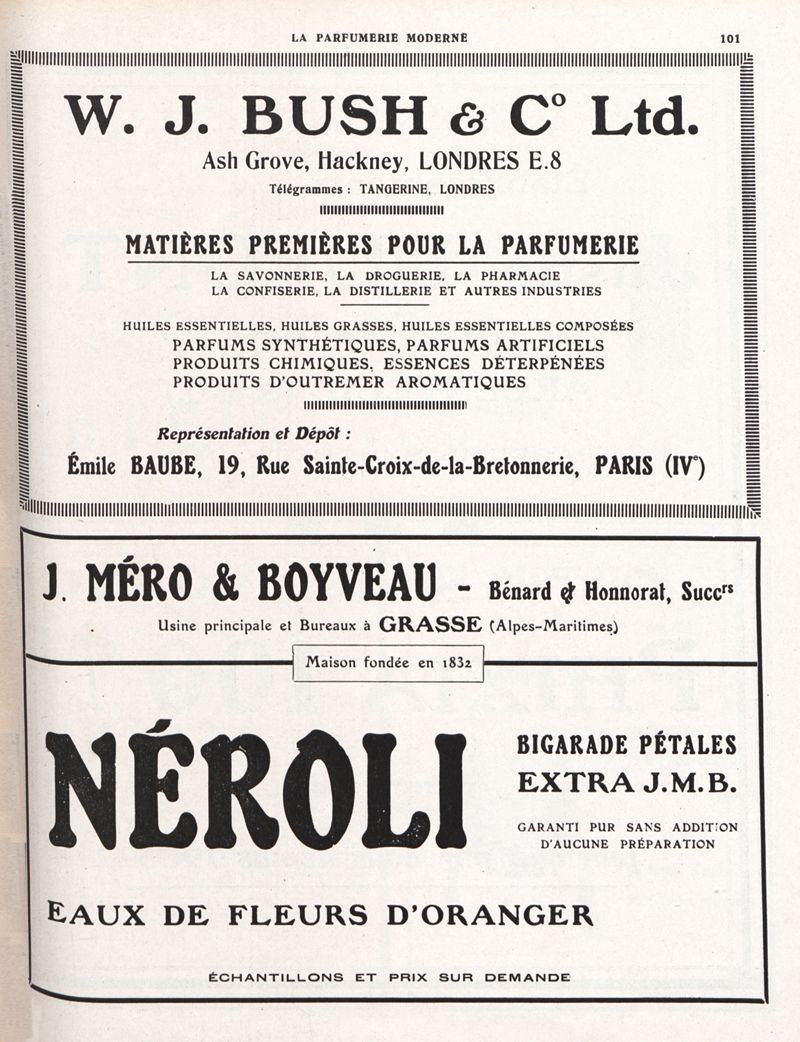 LA PARFUMERIE MODERNE
101
W. J. BUSH & Cº Ltd.
Ash Grove, Hackney, LONDRES E.8
Télégrammes : TANGERINE, LONDRES
MATIÈRES PREMIÈRES POUR LA PARFUMERIE
LA SAVONNERIE, LA DROGUERIE, LA PHARMACIE
LA CONFISERIE, LA DISTILLERIE ET AUTRES INDUSTRIES
HUILES ESSENTIELLES, HUILES GRASSES, HUILES ESSENTIELLES COMPOSÉES
PARFUMS SYNTHÉTIQUES, PARFUMS ARTIFICIELS
PRODUITS CHIMIQUES, ESSENCES DÉTERPÉNÉES
PRODUITS D'OUTREMER AROMATIQUES
Représentation et Dépôt :
Émile BAUBE, 19, Rue Sainte-Croix-de-la-Bretonnerie, PARIS (IVᵉ)
J. MÉRO & BOYVEAU - Bénard & Honnorat, Succʳˢ
Usine principale et Bureaux à GRASSE (Alpes-Maritimes)
Maison fondée en 1832
NÉROLI
BIGARADE PÉTALES
EXTRA J.M.B.
GARANTI PUR SANS ADDITION
D'AUCUNE PRÉPARATION
EAUX DE FLEURS D'ORANGER
ÉCHANTILLONS ET PRIX SUR DEMANDE